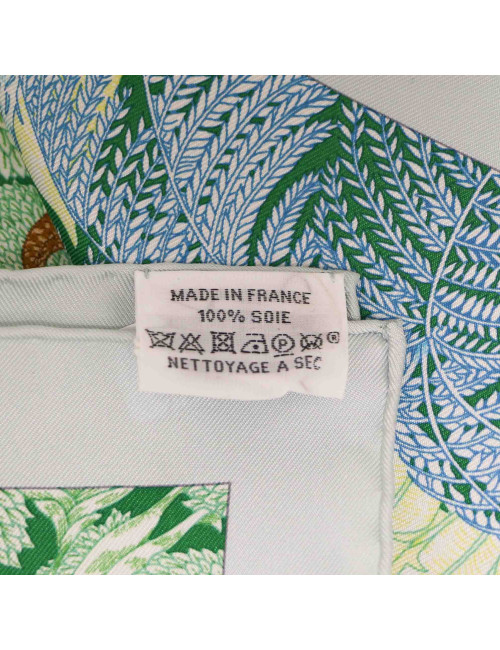 MADE IN FRANCE
100% SOIE
P ®
NETTOYAGE A SEC